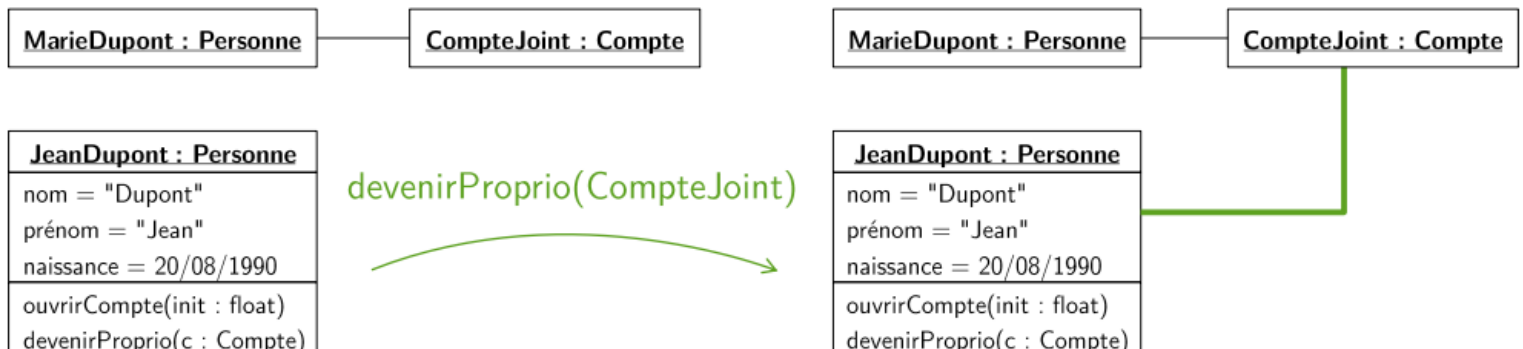 MarieDupont : Personne
CompteJoint : Compte
JeanDupont : Personne
nom = "Dupont"
prénom = "Jean"
naissance = 20/08/1990
ouvrirCompte(init : float)
devenirProprio(c : Compte)
devenirProprio(CompteJoint)
MarieDupont : Personne
CompteJoint : Compte
JeanDupont : Personne
nom = "Dupont"
prénom = "Jean"
naissance = 20/08/1990
ouvrirCompte(init : float)
devenirProprio(c : Compte)